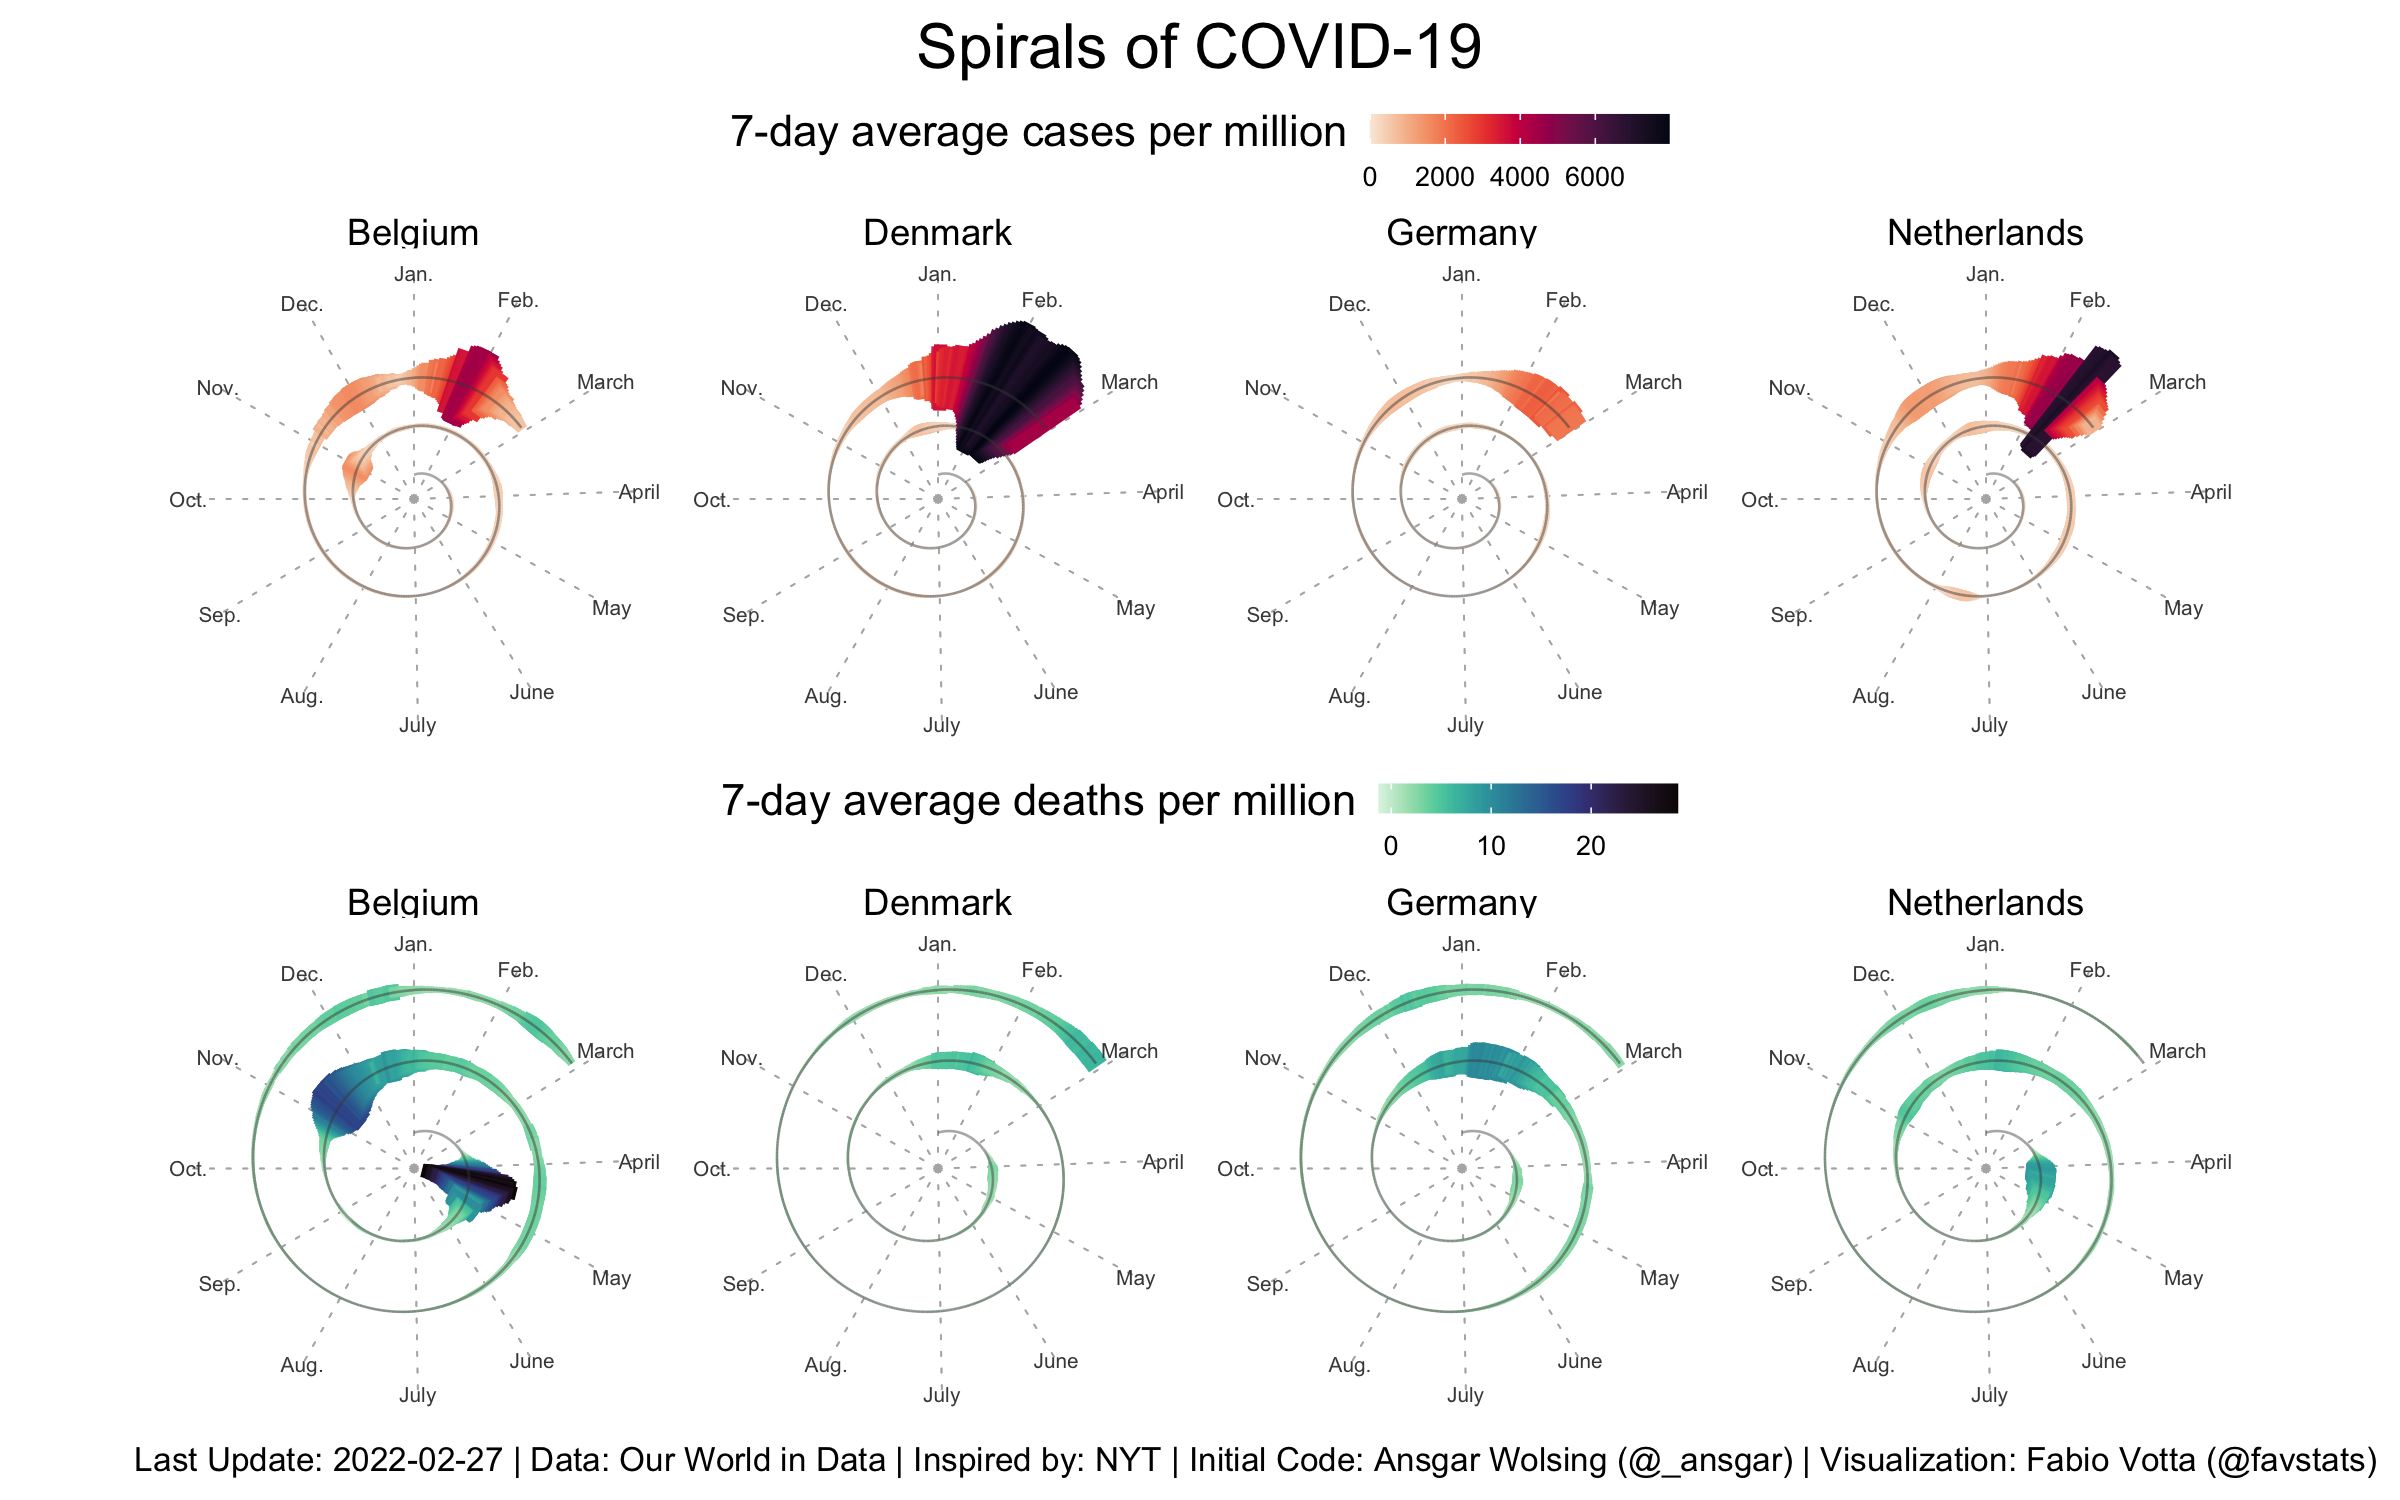 Spirals of COVID-19
7-day average cases per million
0 2000 4000 6000
Belgium
Jan.
Feb.
March
April
May
June
July
Aug.
Sep.
Oct.
Nov.
Dec.
Denmark
Jan.
Feb.
March
April
May
June
July
Aug.
Sep.
Oct.
Nov.
Dec.
Germany
Jan.
Feb.
March
April
May
June
July
Aug.
Sep.
Oct.
Nov.
Dec.
Netherlands
Jan.
Feb.
March
April
May
June
July
Aug.
Sep.
Oct.
Nov.
Dec.
7-day average deaths per million
0 10 20
Belgium
Jan.
Feb.
March
April
May
June
July
Aug.
Sep.
Oct.
Nov.
Dec.
Denmark
Jan.
Feb.
March
April
May
June
July
Aug.
Sep.
Oct.
Nov.
Dec.
Germany
Jan.
Feb.
March
April
May
June
July
Aug.
Sep.
Oct.
Nov.
Dec.
Netherlands
Jan.
Feb.
March
April
May
June
July
Aug.
Sep.
Oct.
Nov.
Dec.
Last Update: 2022-02-27 | Data: Our World in Data | Inspired by: NYT | Initial Code: Ansgar Wolsing (@_ansgar) | Visualization: Fabio Votta (@favstats)